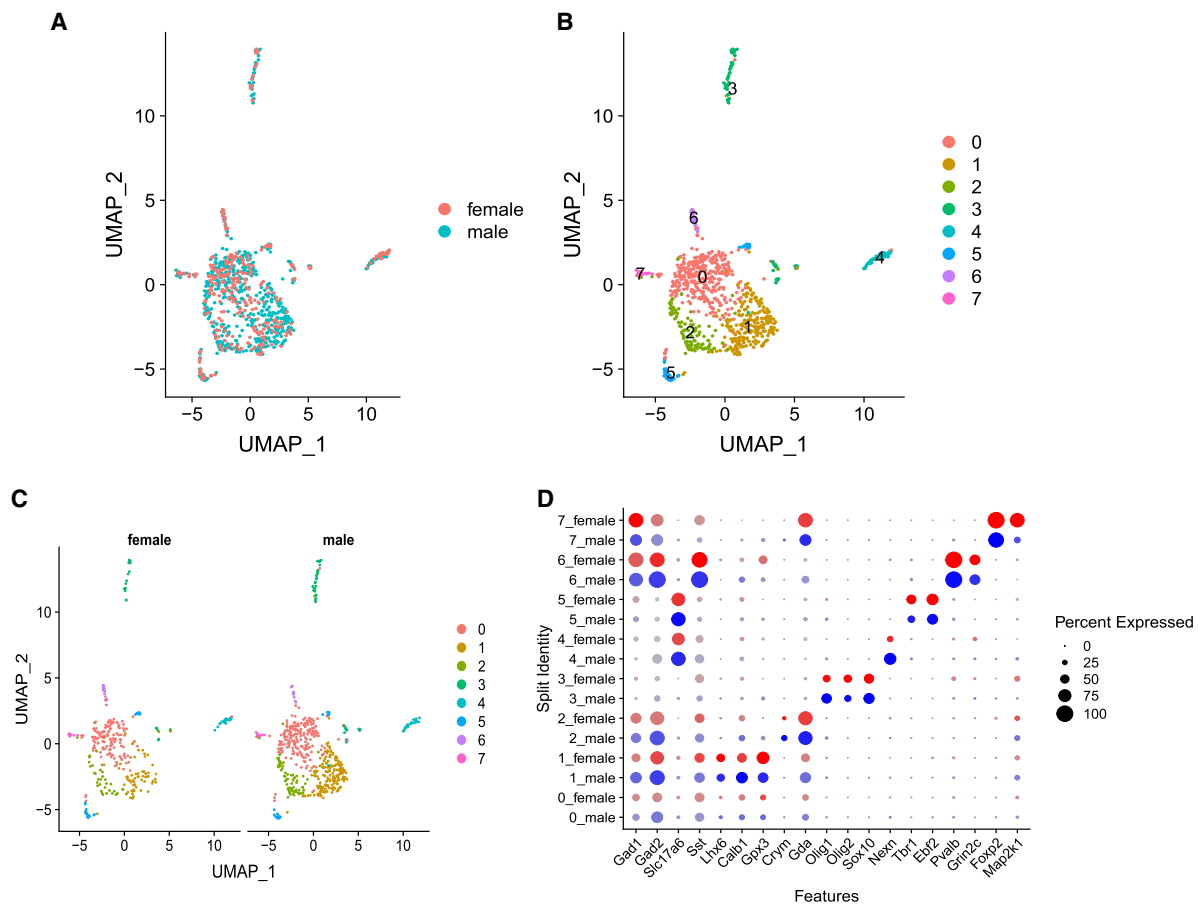 A
UMAP_2
10
5
0
−5
−5
0
5
10
UMAP_1
female
male
B
UMAP_2
10
5
0
−5
−5
0
5
10
UMAP_1
3
6
7
0
4
1
2
5
0
1
2
3
4
5
6
7
C
female
male
UMAP_2
10
5
0
−5
−5
0
5
10
−5
0
5
10
UMAP_1
0
1
2
3
4
5
6
7
D
Split Identity
7_female
7_male
6_female
6_male
5_female
5_male
4_female
4_male
3_female
3_male
2_female
2_male
1_female
1_male
0_female
0_male
Gad1
Gad2
Slc17a6
Sst
Lhx6
Calb1
Gpx3
Crym
Gda
Olig1
Olig2
Sox10
Nexn
Tbr1
Ebf2
Pvalb
Grin2c
Foxp2
Map2k1
Features
Percent Expressed
0
25
50
75
100